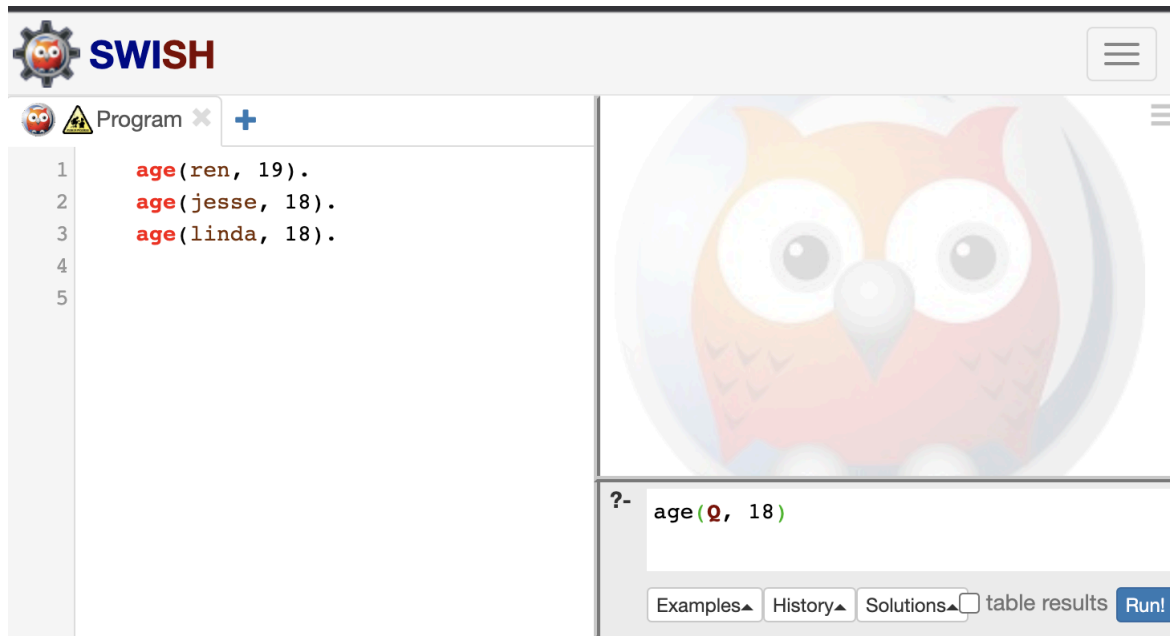 SWISH
Program
1 age(ren, 19).
2 age(jesse, 18).
3 age(linda, 18).
4
5
?- age(Q, 18)
Examples History Solutions table results Run!